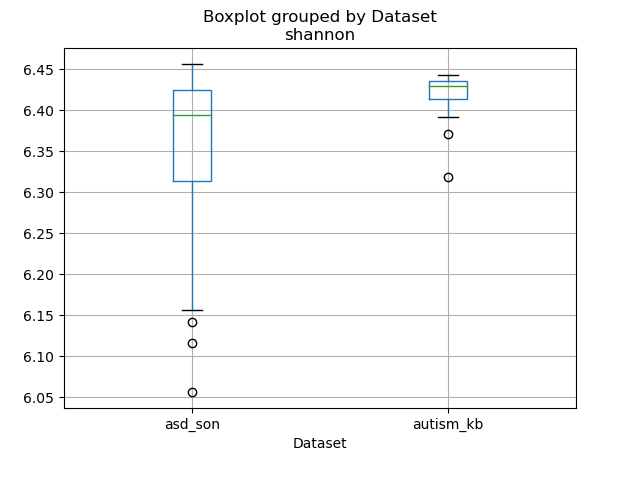 Boxplot grouped by Dataset
shannon
6.45
6.40
6.35
6.30
6.25
6.20
6.15
6.10
6.05
asd_son autism_kb
Dataset